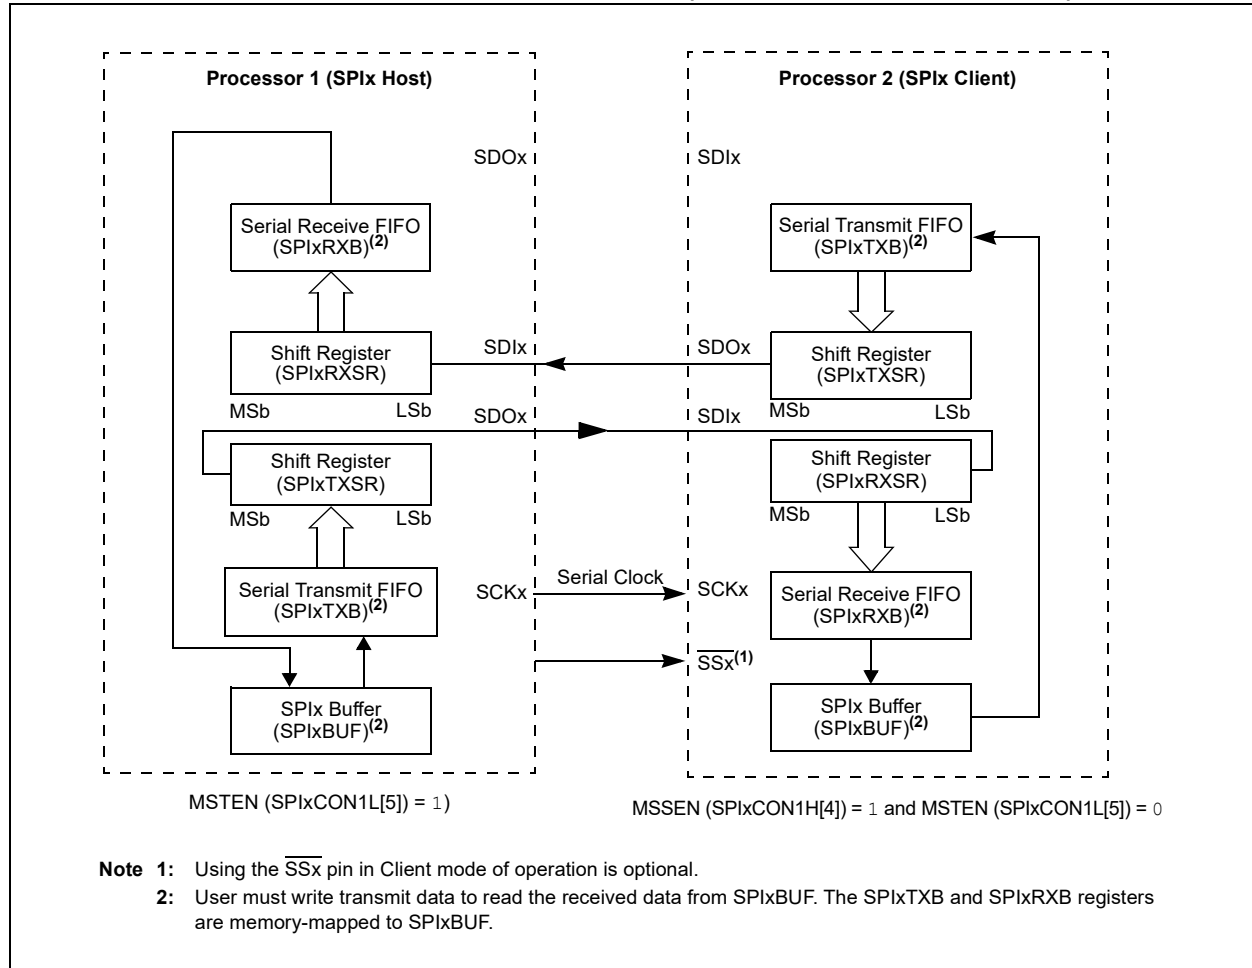 Processor 1 (SPIx Host)
Processor 2 (SPIx Client)
SDOx
SDIx
Serial Receive FIFO
(SPIxRXB)(2)
Serial Transmit FIFO
(SPIxTXB)(2)
Shift Register
(SPIxRXSR)
SDIx
SDOx
Shift Register
(SPIxTXSR)
MSb
LSb
MSb
LSb
SDOx
SDIx
Shift Register
(SPIxTXSR)
Shift Register
(SPIxRXSR)
MSb
LSb
MSb
LSb
Serial Transmit FIFO
(SPIxTXB)(2)
SCKx
Serial Clock
SCKx
Serial Receive FIFO
(SPIxRXB)(2)
SSx(1)
SPIx Buffer
(SPIxBUF)(2)
SPIx Buffer
(SPIxBUF)(2)
MSTEN (SPIxCON1L[5]) = 1)
MSSEN (SPIxCON1H[4]) = 1 and MSTEN (SPIxCON1L[5]) = 0
Note 1: Using the SSx pin in Client mode of operation is optional.
2: User must write transmit data to read the received data from SPIxBUF. The SPIxTXB and SPIxRXB registers
are memory-mapped to SPIxBUF.